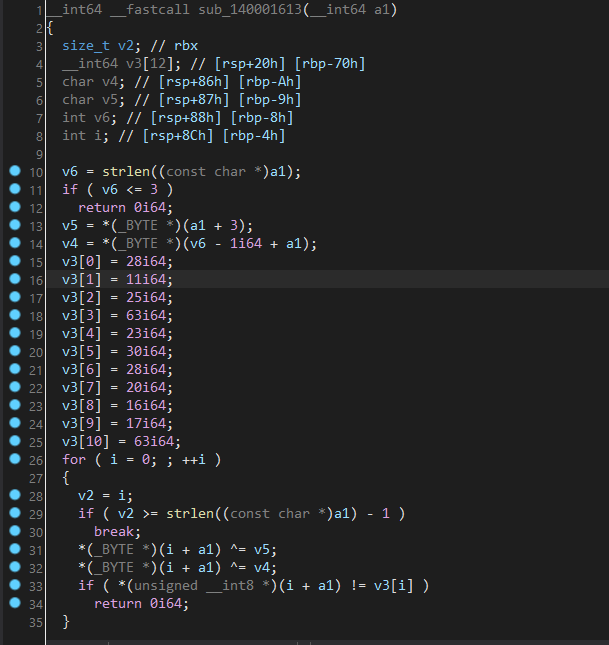 1 __int64 __fastcall sub_140001613(__int64 a1)
2 {
3 size_t v2; // rbx
4 __int64 v3[12]; // [rsp+20h] [rbp-70h]
5 char v4; // [rsp+86h] [rbp-Ah]
6 char v5; // [rsp+87h] [rbp-9h]
7 int v6; // [rsp+88h] [rbp-8h]
8 int i; // [rsp+8Ch] [rbp-4h]
9
10 v6 = strlen((const char *)a1);
11 if ( v6 <= 3 )
12 return 0i64;
13 v5 = *(_BYTE *)(a1 + 3);
14 v4 = *(_BYTE *)(v6 - 1i64 + a1);
15 v3[0] = 28i64;
16 v3[1] = 11i64;
17 v3[2] = 25i64;
18 v3[3] = 63i64;
19 v3[4] = 23i64;
20 v3[5] = 30i64;
21 v3[6] = 28i64;
22 v3[7] = 20i64;
23 v3[8] = 16i64;
24 v3[9] = 17i64;
25 v3[10] = 63i64;
26 for ( i = 0; ; ++i )
27 {
28 v2 = i;
29 if ( v2 >= strlen((const char *)a1) - 1 )
30 break;
31 *(_BYTE *)(i + a1) ^= v5;
32 *(_BYTE *)(i + a1) ^= v4;
33 if ( *(unsigned __int8 *)(i + a1) != v3[i] )
34 return 0i64;
35 }